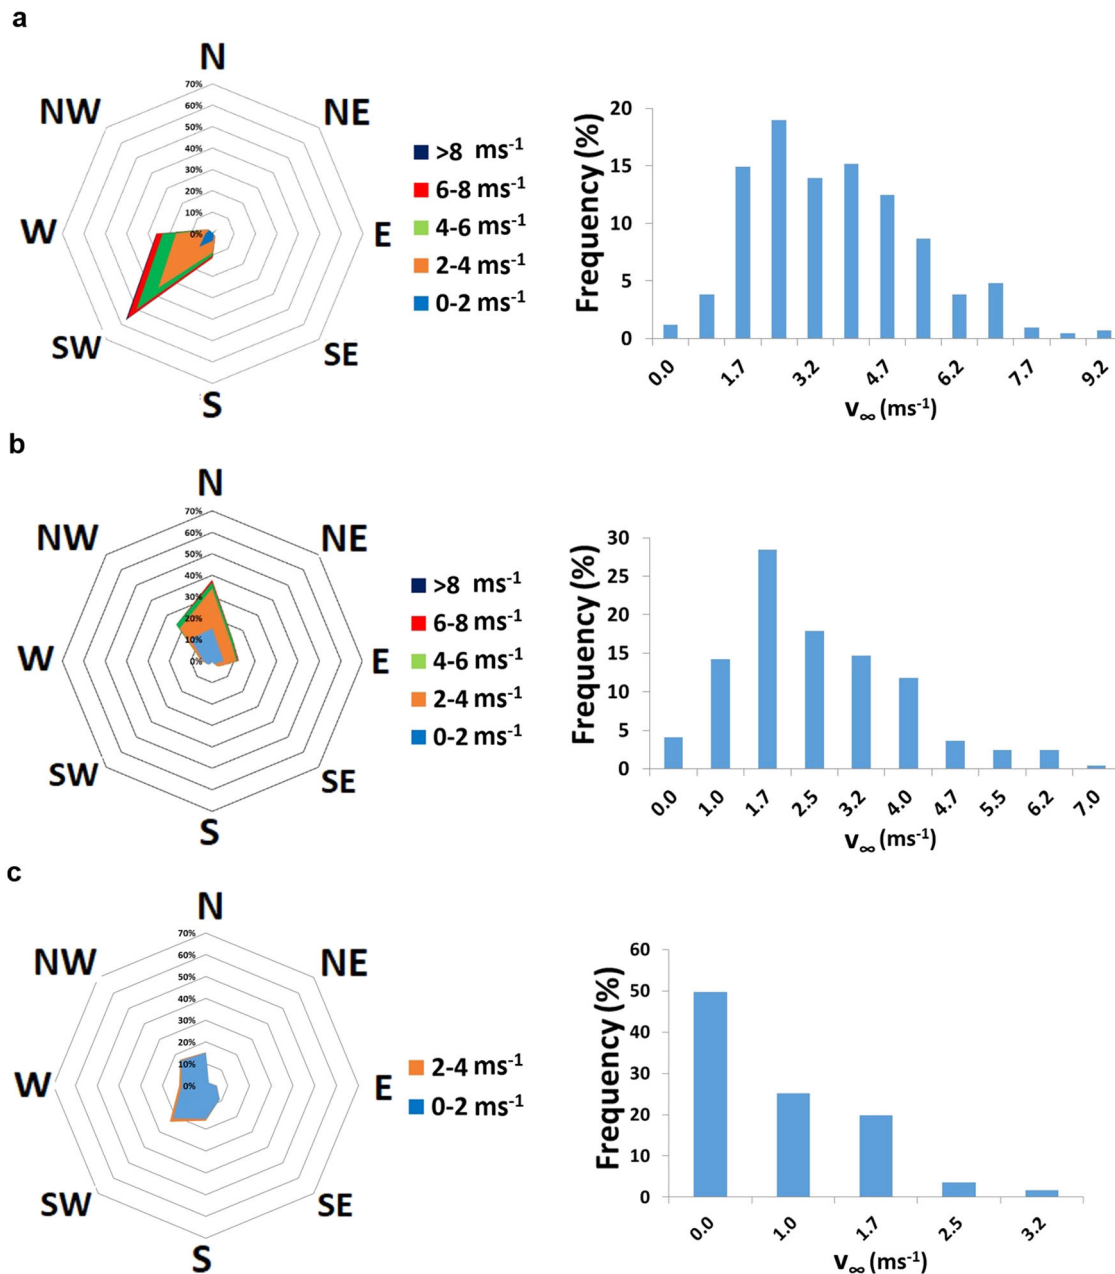 a
N
NW
NE
W
E
SW
SE
S
70%
60%
50%
40%
30%
20%
10%
0%
>8 ms-1
6-8 ms-1
4-6 ms-1
2-4 ms-1
0-2 ms-1
Frequency (%)
20
15
10
5
0
0.0 1.7 3.2 4.7 6.2 7.7 9.2
v∞ (ms-1)
b
N
NW
NE
W
E
SW
SE
S
70%
60%
50%
40%
30%
20%
10%
0%
>8 ms-1
6-8 ms-1
4-6 ms-1
2-4 ms-1
0-2 ms-1
Frequency (%)
30
25
20
15
10
5
0
0.0 1.0 1.7 2.5 3.2 4.0 4.7 5.5 6.2 7.0
v∞ (ms-1)
c
N
NW
NE
W
E
SW
SE
S
70%
60%
50%
40%
30%
20%
10%
0%
2-4 ms-1
0-2 ms-1
Frequency (%)
60
50
40
30
20
10
0
0.0 1.0 1.7 2.5 3.2
v∞ (ms-1)